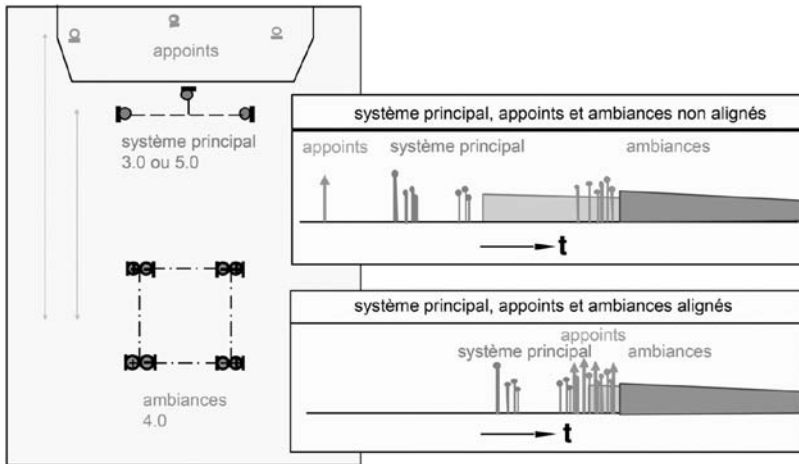 appoints
système principal
3.0 ou 5.0
ambiances
4.0
système principal, appoints et ambiances non alignés
appoints système principal ambiances
t
système principal, appoints et ambiances alignés
appoints
système principal ambiances
t